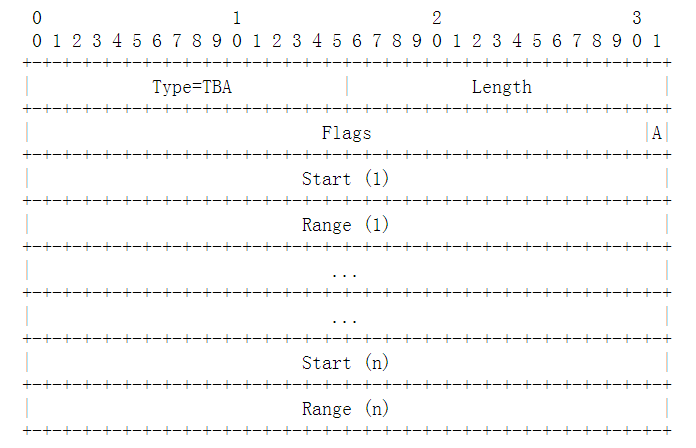 0                   1                   2                   3
 0 1 2 3 4 5 6 7 8 9 0 1 2 3 4 5 6 7 8 9 0 1 2 3 4 5 6 7 8 9 0 1
+-+-+-+-+-+-+-+-+-+-+-+-+-+-+-+-+-+-+-+-+-+-+-+-+-+-+-+-+-+-+-+-+
|            Type=TBA           |            Length             |
+-+-+-+-+-+-+-+-+-+-+-+-+-+-+-+-+-+-+-+-+-+-+-+-+-+-+-+-+-+-+-+-+
|                             Flags                           |A|
+-+-+-+-+-+-+-+-+-+-+-+-+-+-+-+-+-+-+-+-+-+-+-+-+-+-+-+-+-+-+-+-+
|                           Start (1)                           |
+-+-+-+-+-+-+-+-+-+-+-+-+-+-+-+-+-+-+-+-+-+-+-+-+-+-+-+-+-+-+-+-+
|                           Range (1)                           |
+-+-+-+-+-+-+-+-+-+-+-+-+-+-+-+-+-+-+-+-+-+-+-+-+-+-+-+-+-+-+-+-+
|                              ...                              |
+-+-+-+-+-+-+-+-+-+-+-+-+-+-+-+-+-+-+-+-+-+-+-+-+-+-+-+-+-+-+-+-+
|                              ...                              |
+-+-+-+-+-+-+-+-+-+-+-+-+-+-+-+-+-+-+-+-+-+-+-+-+-+-+-+-+-+-+-+-+
|                           Start (n)                           |
+-+-+-+-+-+-+-+-+-+-+-+-+-+-+-+-+-+-+-+-+-+-+-+-+-+-+-+-+-+-+-+-+
|                           Range (n)                           |
+-+-+-+-+-+-+-+-+-+-+-+-+-+-+-+-+-+-+-+-+-+-+-+-+-+-+-+-+-+-+-+-+